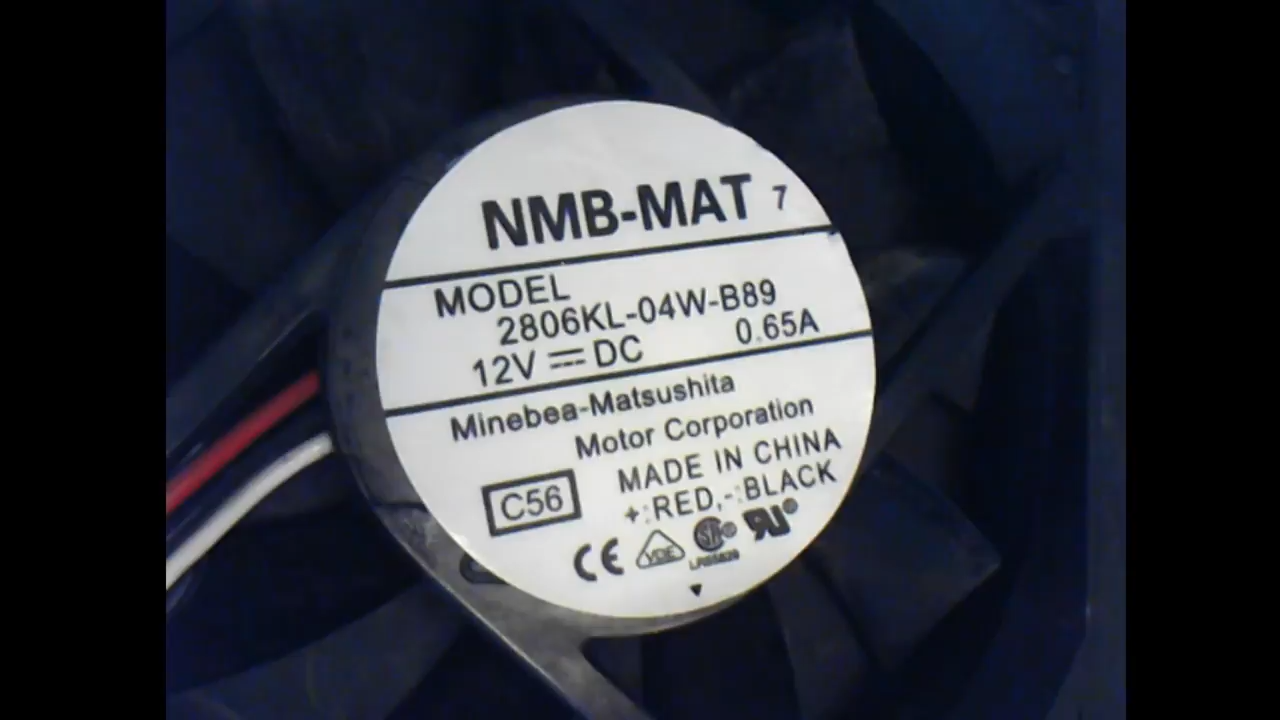 NMB-MAT 7
MODEL
2806KL-04W-B89
12V DC 0.65A
Minebea-Matsushita
Motor Corporation
MADE IN CHINA
+:RED,-:BLACK
C56
CE VDE